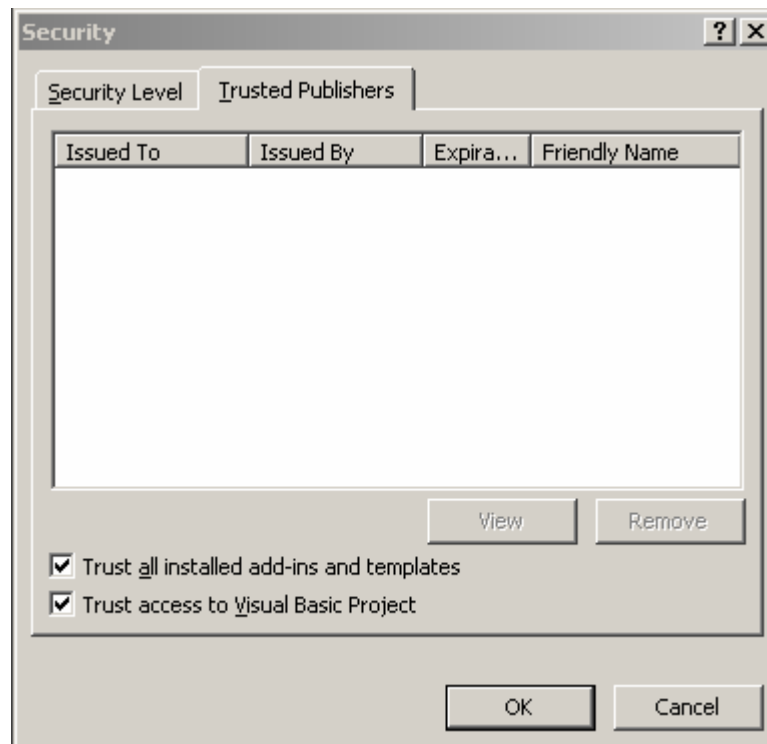 Security
Security Level Trusted Publishers
Issued To Issued By Expira... Friendly Name
View Remove
Trust all installed add-ins and templates
Trust access to Visual Basic Project
OK Cancel